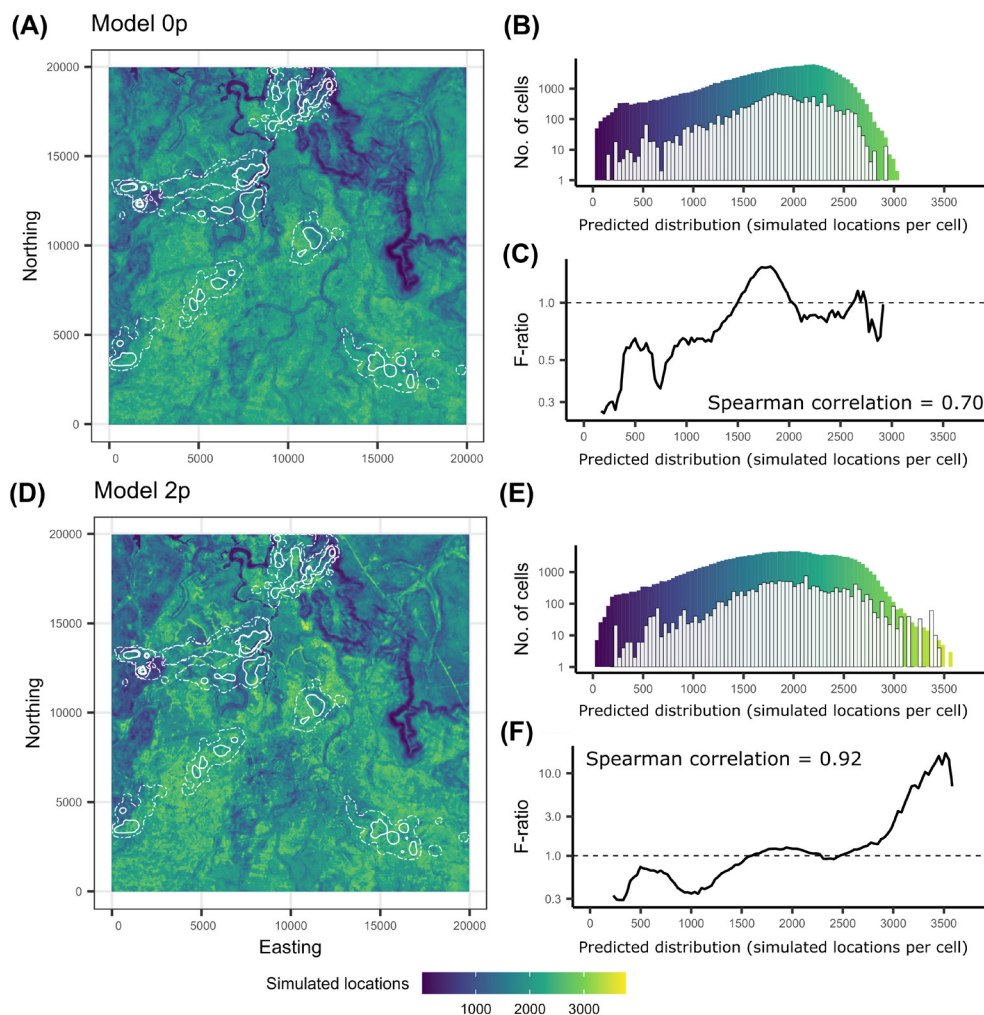 (A) Model 0p
Northing
20000
15000
10000
5000
0
0 5000 10000 15000 20000
(B)
No. of cells
1000
100
10
1
0 500 1000 1500 2000 2500 3000 3500
Predicted distribution (simulated locations per cell)
(C)
F-ratio
1.0
0.5
0.3
Spearman correlation = 0.70
0 500 1000 1500 2000 2500 3000 3500
Predicted distribution (simulated locations per cell)
(D) Model 2p
Northing
20000
15000
10000
5000
0
0 5000 10000 15000 20000
Easting
(E)
No. of cells
1000
100
10
1
0 500 1000 1500 2000 2500 3000 3500
Predicted distribution (simulated locations per cell)
(F)
Spearman correlation = 0.92
F-ratio
10.0
3.0
1.0
0.3
0 500 1000 1500 2000 2500 3000 3500
Predicted distribution (simulated locations per cell)
Simulated locations
1000 2000 3000